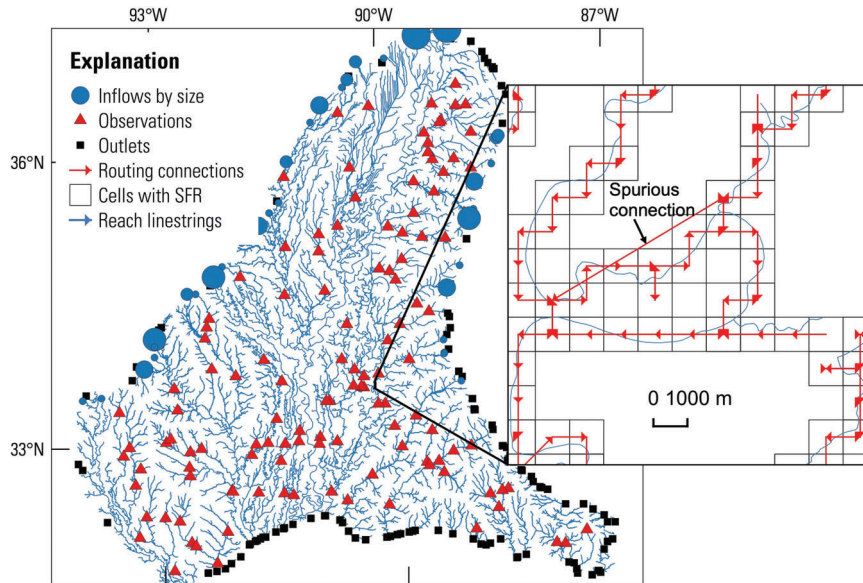 93°W
90°W
87°W
Explanation
Inflows by size
Observations
Outlets
Routing connections
Cells with SFR
Reach linestrings
36°N
33°N
Spurious
connection
0 1000 m